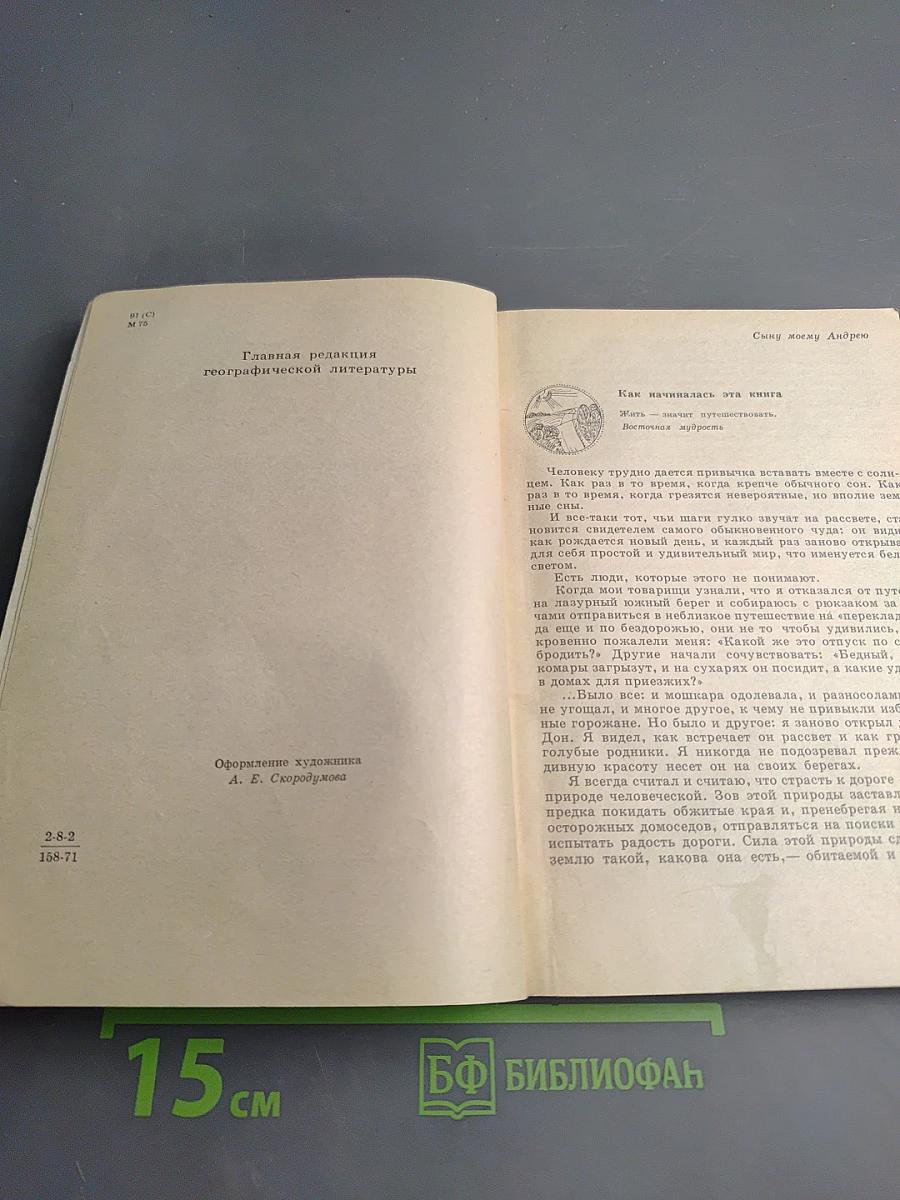 91 (С)
М 75
Главная редакция
географической литературы
Оформление художника
А. Е. Скородумова
2-8-2
158-71
Сыну моему Андрею
Как начиналась эта книга
Жить — значит путешествовать.
Восточная мудрость
Человеку трудно дается привычка вставать вместе с солн-
цем. Как раз в то время, когда крепче обычного сон. Как
раз в то время, когда грезятся невероятные, но вполне зем
ные сны.
И все-таки тот, чьи шаги гулко звучат на рассвете, ста
новится свидетелем самого обыкновенного чуда: он види
как рождается новый день, и каждый раз заново открыва
для себя простой и удивительный мир, что именуется бел
светом.
Есть люди, которые этого не понимают.
Когда мои товарищи узнали, что я отказался от путе
на лазурный южный берег и собираюсь с рюкзаком за
чами отправиться в неблизкое путешествие на «переклад
да еще и по бездорожью, они не то чтобы удивились,
кровенно пожалели меня: «Какой же это отпуск по с
бродить?» Другие начали сочувствовать: «Бедный,
комары загрызут, и на сухарях он посидит, а какие уд
в домах для приезжих?»
...Было все: и мошкара одолевала, и разносолам
не угощал, и многое другое, к чему не привыкли изб
ные горожане. Но было и другое: я заново открыл
Дон. Я видел, как встречает он рассвет и как гр
голубые родники. Я никогда не подозревал преж
дивную красоту несет он на своих берегах.
Я всегда считал и считаю, что страсть к дороге
природе человеческой. Зов этой природы заставл
предка покидать обжитые края и, пренебрегая
осторожных домоседов, отправляться на поиски
испытать радость дороги. Сила этой природы сд
землю такой, какова она есть,— обитаемой и
15 см
БФ БИБЛИОФАН